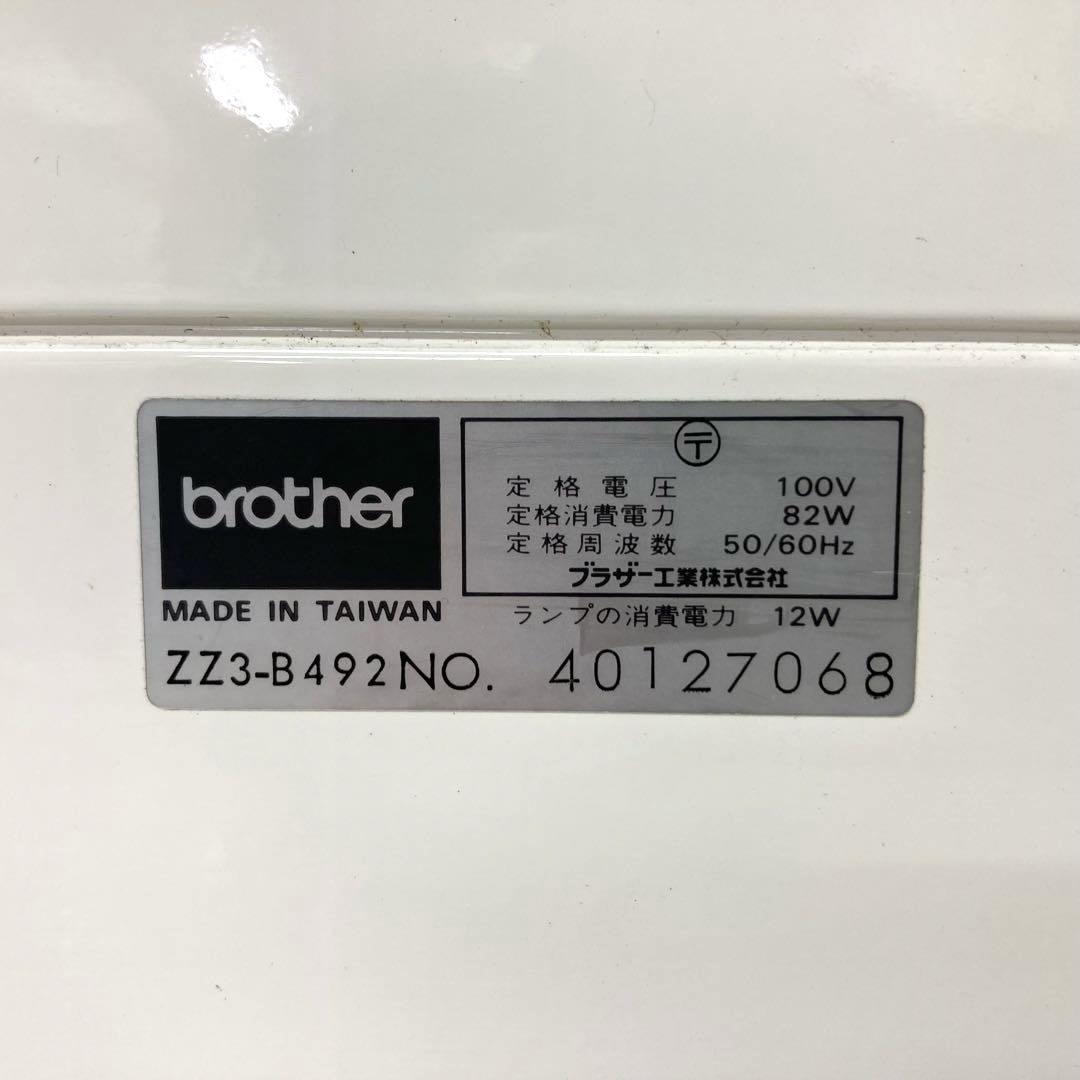 brother
MADE IN TAIWAN
〒
定格電圧 100V
定格消費電力 82W
定格周波数 50/60Hz
ブラザー工業株式会社
ランプの消費電力 12W
ZZ3-B492 NO. 40127068